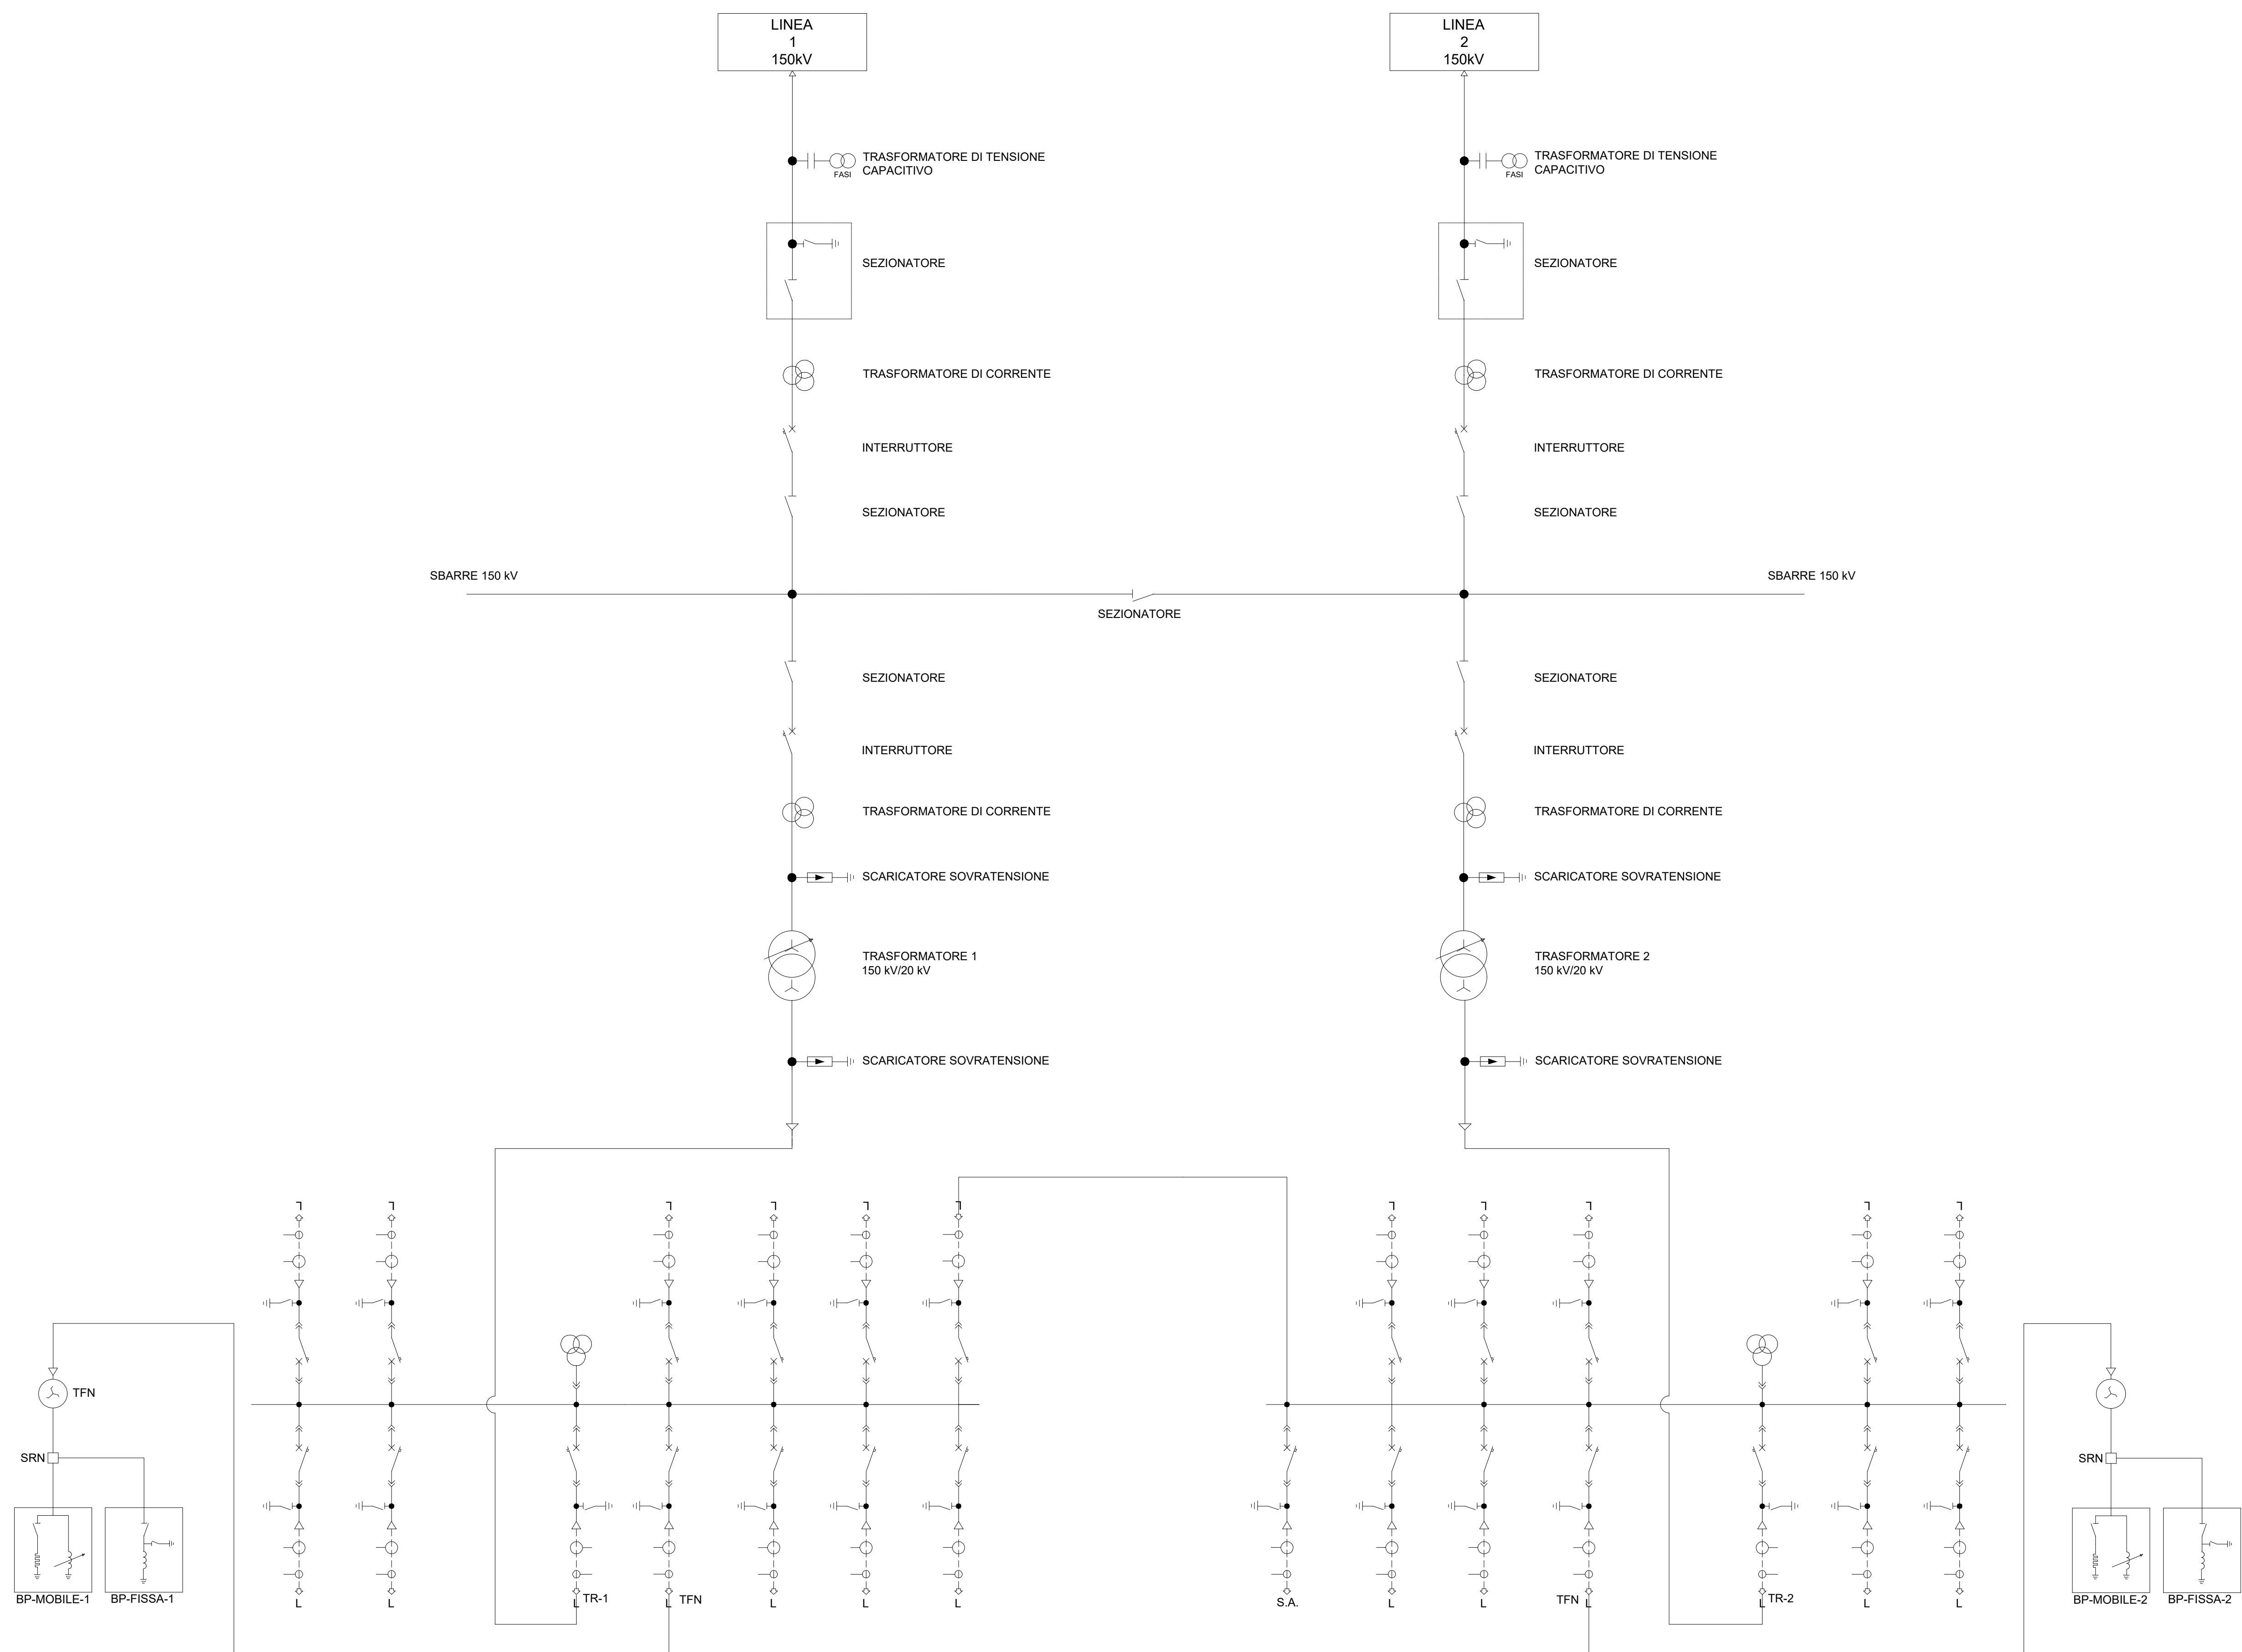 LINEA
1
150kV
LINEA
2
150kV
TRASFORMATORE DI TENSIONE
CAPACITIVO
FASI
TRASFORMATORE DI TENSIONE
CAPACITIVO
FASI
SEZIONATORE
SEZIONATORE
TRASFORMATORE DI CORRENTE
TRASFORMATORE DI CORRENTE
INTERRUTTORE
INTERRUTTORE
SEZIONATORE
SEZIONATORE
SBARRE 150 kV
SBARRE 150 kV
SEZIONATORE
SEZIONATORE
SEZIONATORE
INTERRUTTORE
INTERRUTTORE
TRASFORMATORE DI CORRENTE
TRASFORMATORE DI CORRENTE
SCARICATORE SOVRATENSIONE
SCARICATORE SOVRATENSIONE
TRASFORMATORE 1
150 kV/20 kV
TRASFORMATORE 2
150 kV/20 kV
SCARICATORE SOVRATENSIONE
SCARICATORE SOVRATENSIONE
L
L
L
L
L
L
L
L
L
L
L
TFN
SRN
SRN
BP-MOBILE-1
BP-FISSA-1
L
L
L
TR-1
L
TFN
L
L
L
S.A.
L
L
TFN
L
L
TR-2
L
L
BP-MOBILE-2
BP-FISSA-2